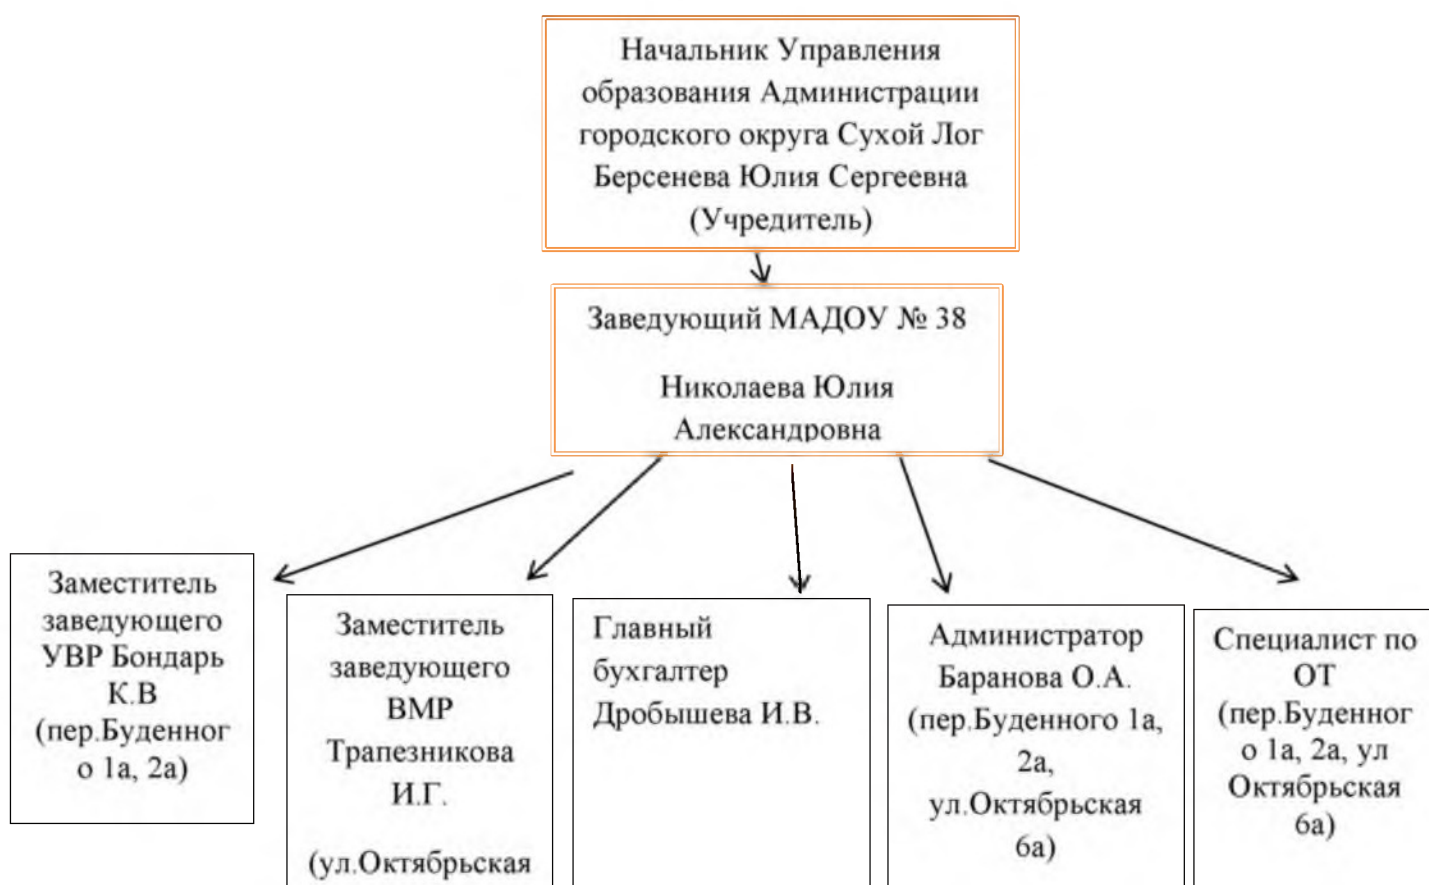 Начальник Управления
образования Администрации
городского округа Сухой Лог
Берсенева Юлия Сергеевна
(Учредитель)
Заведующий МАДОУ № 38
Николаева Юлия
Александровна
Заместитель
заведующего
УВР Бондарь
К.В
(пер.Буденног
о 1а, 2а)
Заместитель
заведующего
ВМР
Трапезникова
И.Г.
(ул.Октябрьская
Главный
бухгалтер
Дробышева И.В.
Администратор
Баранова О.А.
(пер.Буденного 1а,
2а,
ул.Октябрьская
6а)
Специалист по
ОТ
(пер.Буденног
о 1а, 2а, ул
Октябрьская
6а)